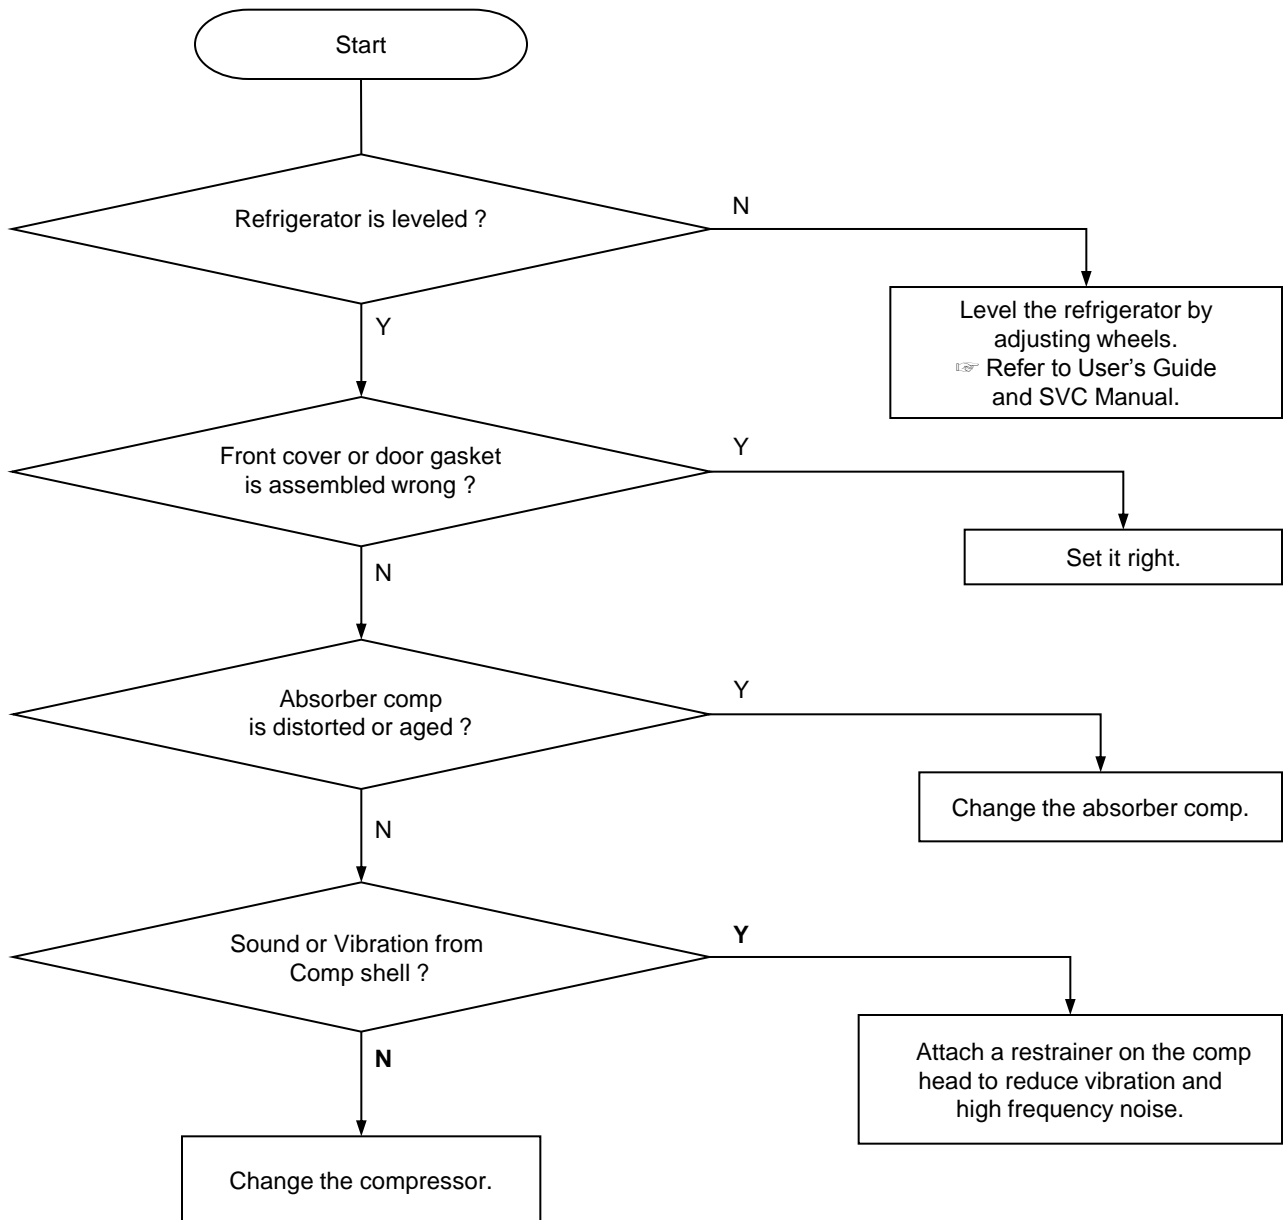 Start
Refrigerator is leveled ?
N
Y
Level the refrigerator by
adjusting wheels.
☞ Refer to User’s Guide
and SVC Manual.
Front cover or door gasket
is assembled wrong ?
Y
N
Set it right.
Absorber comp
is distorted or aged ?
Y
N
Change the absorber comp.
Sound or Vibration from
Comp shell ?
Y
N
Attach a restrainer on the comp
head to reduce vibration and
high frequency noise.
Change the compressor.